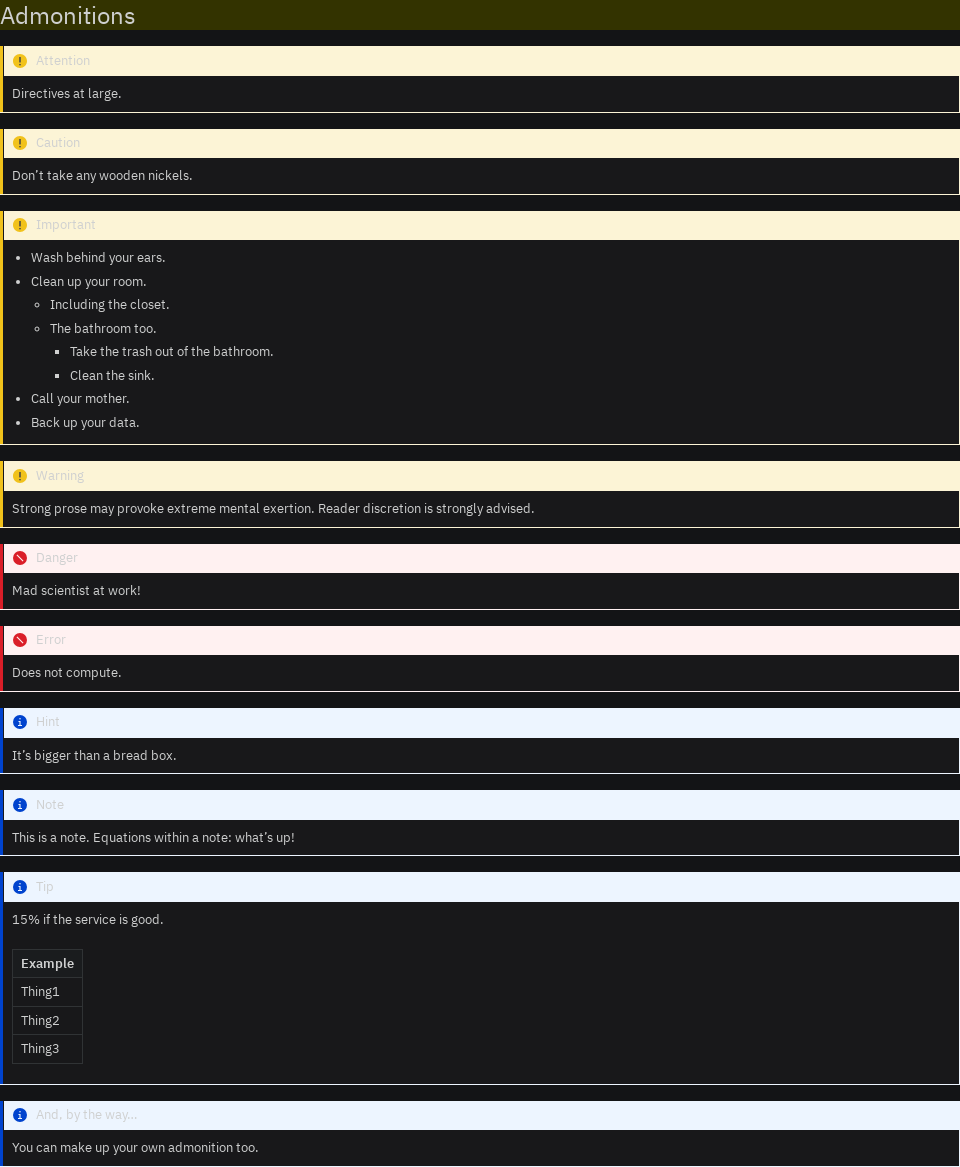 Admonitions
Attention
Directives at large.
Caution
Don’t take any wooden nickels.
Important
Wash behind your ears.
Clean up your room.
Including the closet.
The bathroom too.
Take the trash out of the bathroom.
Clean the sink.
Call your mother.
Back up your data.
Warning
Strong prose may provoke extreme mental exertion. Reader discretion is strongly advised.
Danger
Mad scientist at work!
Error
Does not compute.
Hint
It’s bigger than a bread box.
Note
This is a note. Equations within a note: what’s up!
Tip
15% if the service is good.
Example
Thing1
Thing2
Thing3
And, by the way…
You can make up your own admonition too.